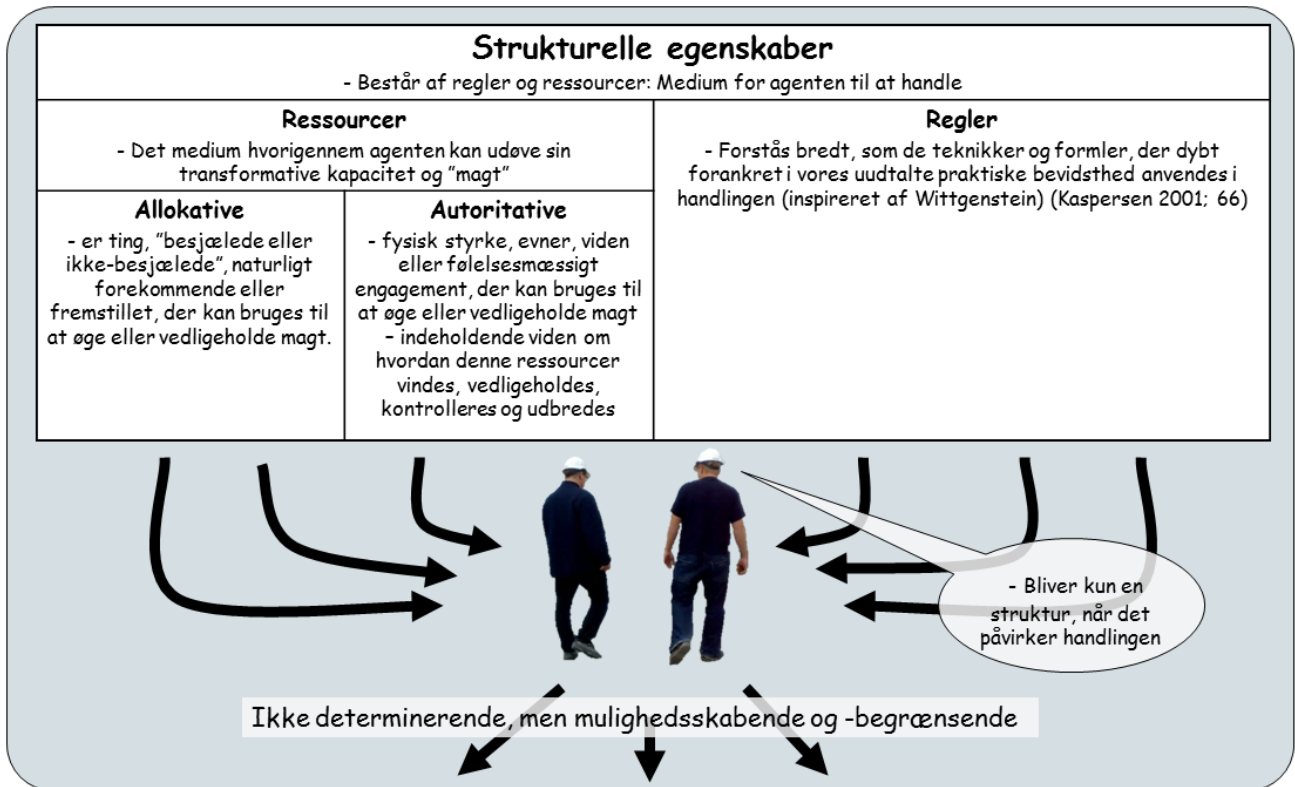 Strukturelle egenskaber
- Består af regler og ressourcer: Medium for agenten til at handle
Ressourcer
- Det medium hvorigennem agenten kan udøve sin
transformative kapacitet og ”magt”
Allokative
- er ting, ”besjælede eller
ikke-besjælede”, naturligt
forekommende eller
fremstillet, der kan bruges til
at øge eller vedligeholde magt.
Autoritative
- fysisk styrke, evner, viden
eller følelsesmæssigt
engagement, der kan bruges til
at øge eller vedligeholde magt
– indeholdende viden om
hvordan denne ressourcer
vindes, vedligeholdes,
kontrolleres og udbredes
Regler
- Forstås bredt, som de teknikker og formler, der dybt
forankret i vores uudtalte praktiske bevidsthed anvendes i
handlingen (inspireret af Wittgenstein) (Kaspersen 2001; 66)
- Bliver kun en
struktur, når det
påvirker handlingen
Ikke determinerende, men mulighedsskabende og -begrænsende